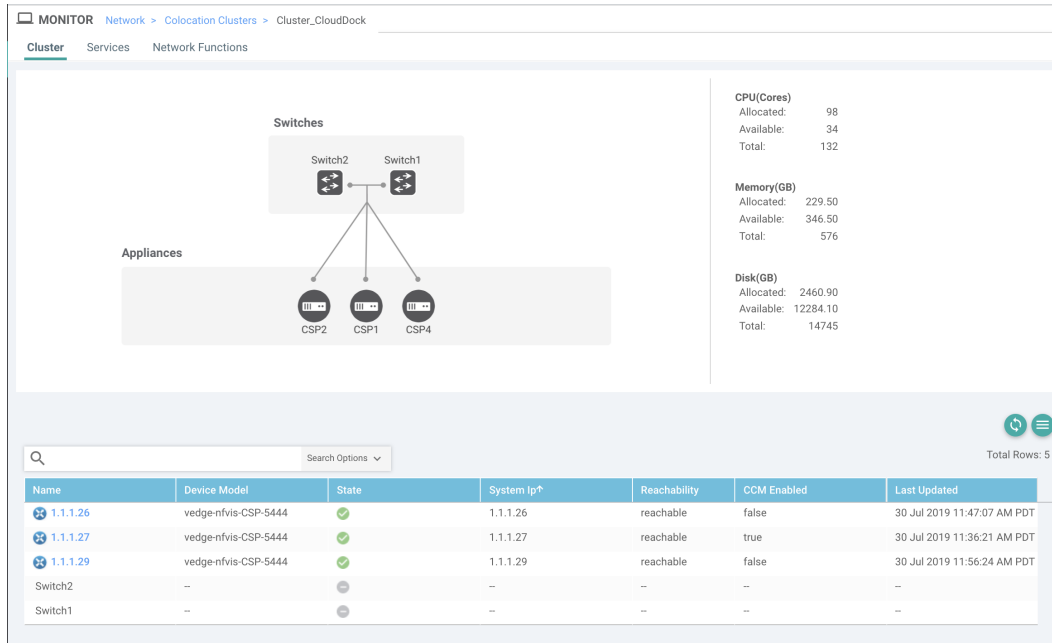 MONITOR Network > Colocation Clusters > Cluster_CloudDock
Cluster Services Network Functions
Switches
Switch2 Switch1
Appliances
CSP2 CSP1 CSP4
CPU(Cores)
Allocated: 98
Available: 34
Total: 132
Memory(GB)
Allocated: 229.50
Available: 346.50
Total: 576
Disk(GB)
Allocated: 2460.90
Available: 12284.10
Total: 14745
Search Options
Total Rows: 5
Name Device Model State System Ip↑ Reachability CCM Enabled Last Updated
1.1.1.26 vedge-nfvis-CSP-5444 1.1.1.26 reachable false 30 Jul 2019 11:47:07 AM PDT
1.1.1.27 vedge-nfvis-CSP-5444 1.1.1.27 reachable true 30 Jul 2019 11:36:21 AM PDT
1.1.1.29 vedge-nfvis-CSP-5444 1.1.1.29 reachable false 30 Jul 2019 11:56:24 AM PDT
Switch2 -- -- -- -- --
Switch1 -- -- -- -- --